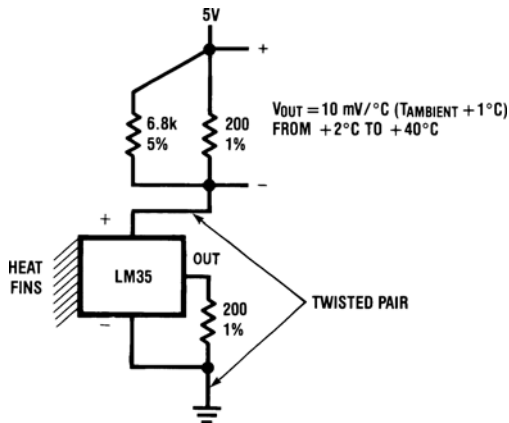 5V
+
6.8k
5%
200
1%
VOUT = 10 mV/°C (TAMBIENT + 1°C)
FROM + 2°C TO + 40°C
−
+
HEAT
FINS
LM35
OUT
−
200
1%
TWISTED PAIR